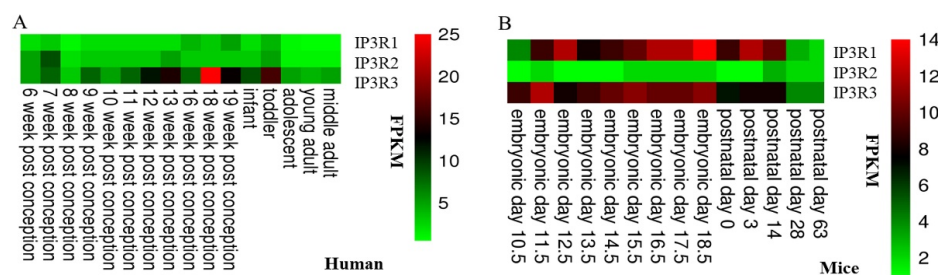 A
IP3R1
IP3R2
IP3R3
25
20
15
10
5
FPKM
6 week post conception
7 week post conception
8 week post conception
9 week post conception
10 week post conception
11 week post conception
12 week post conception
13 week post conception
16 week post conception
18 week post conception
19 week post conception
infant
toddler
adolescent
young adult
middle adult
Human
B
IP3R1
IP3R2
IP3R3
14
12
10
8
6
4
2
FPKM
embryonic day 10.5
embryonic day 11.5
embryonic day 12.5
embryonic day 13.5
embryonic day 14.5
embryonic day 15.5
embryonic day 16.5
embryonic day 17.5
embryonic day 18.5
postnatal day 0
postnatal day 3
postnatal day 14
postnatal day 28
postnatal day 63
Mice